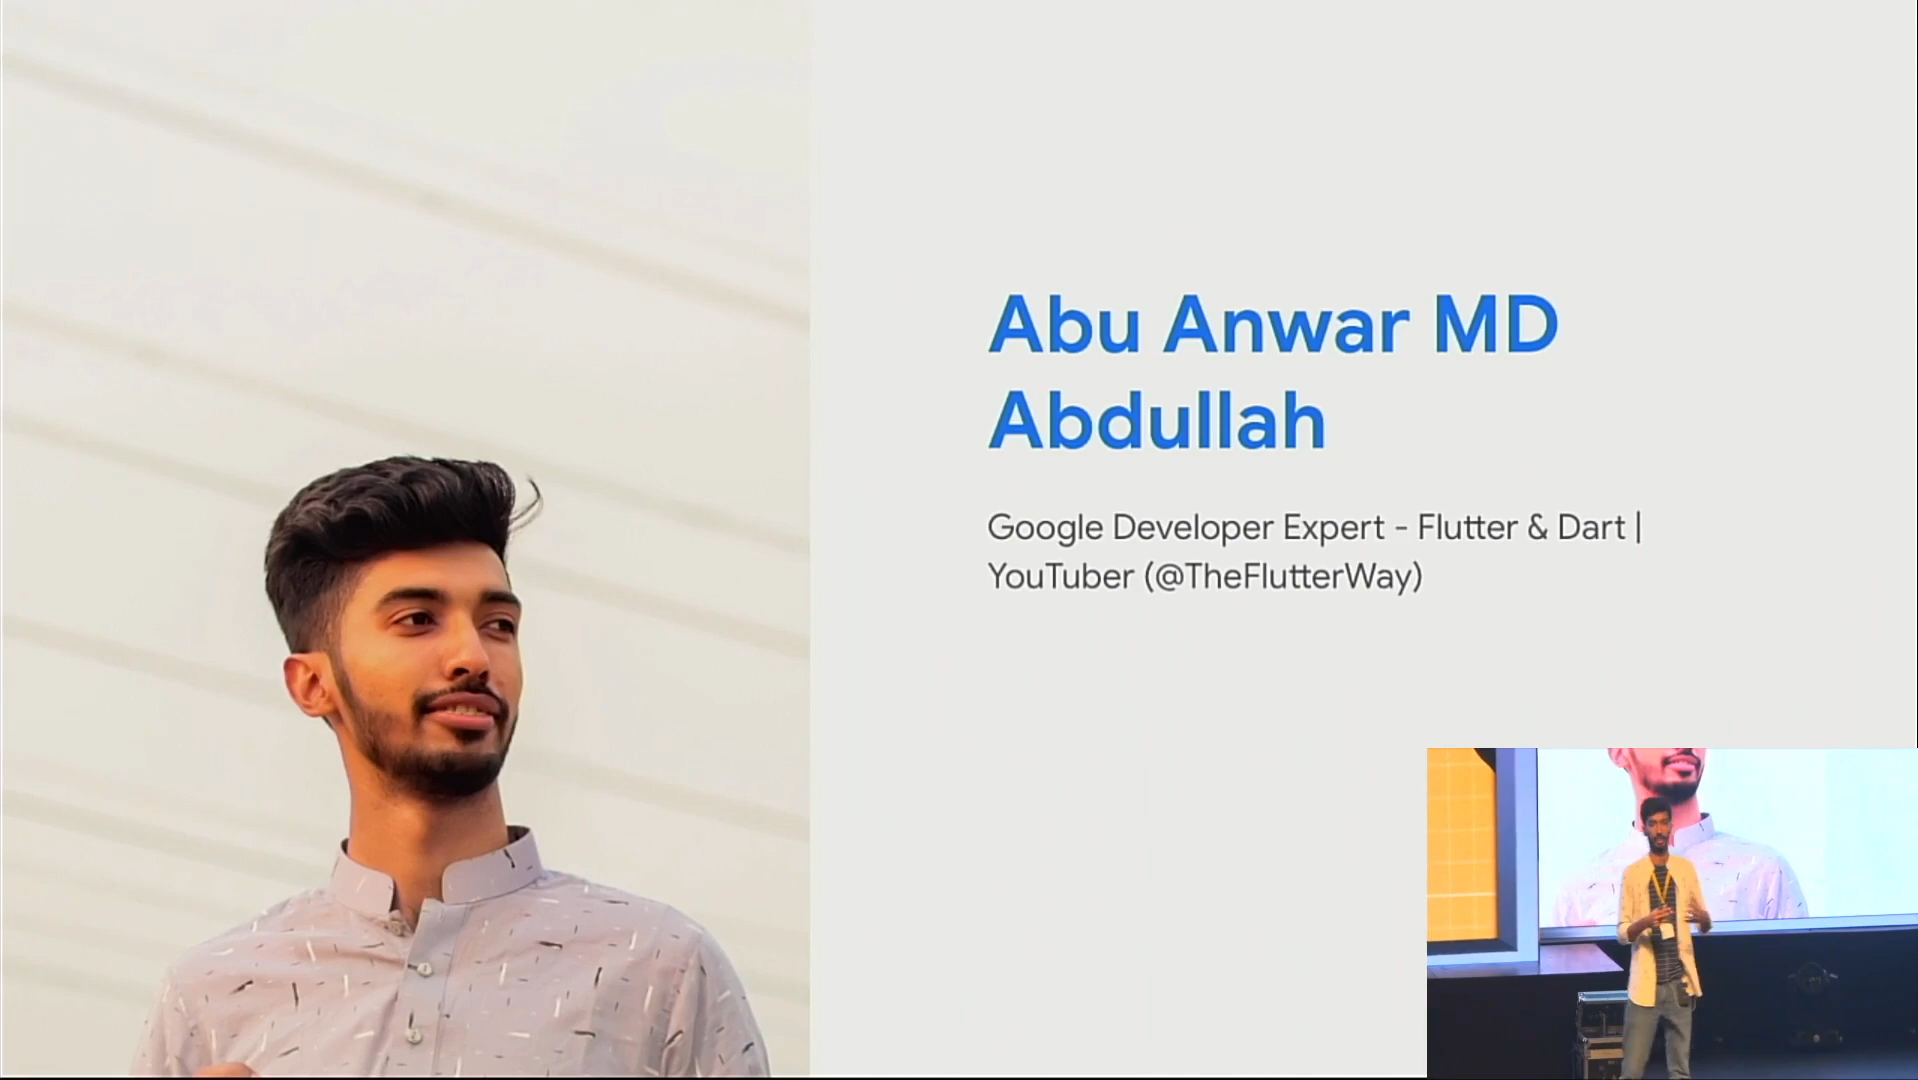 Abu Anwar MD
Abdullah
Google Developer Expert - Flutter & Dart |
YouTuber (@TheFlutterWay)